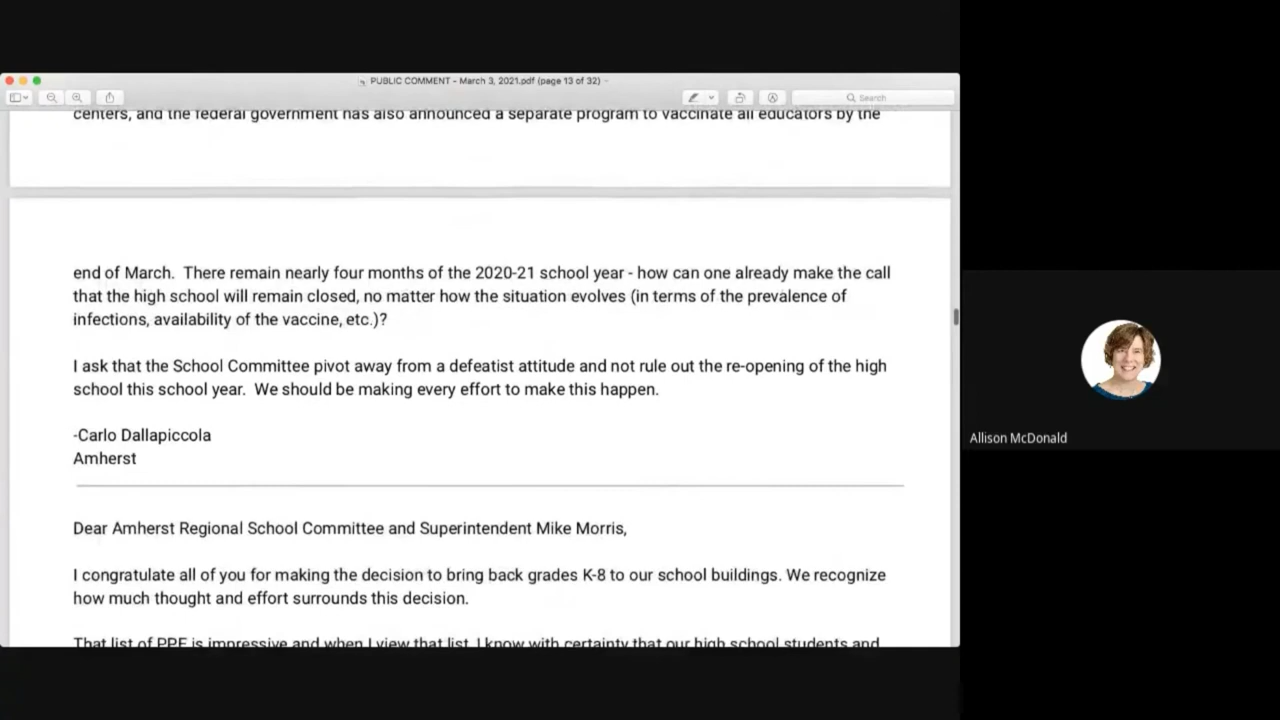 PUBLIC COMMENT - March 3, 2021.pdf (page 13 of 32)
Search
centers, and the federal government has also announced a separate program to vaccinate all educators by the
end of March.  There remain nearly four months of the 2020-21 school year - how can one already make the call
that the high school will remain closed, no matter how the situation evolves (in terms of the prevalence of
infections, availability of the vaccine, etc.)?
I ask that the School Committee pivot away from a defeatist attitude and not rule out the re-opening of the high
school this school year.  We should be making every effort to make this happen.
-Carlo Dallapiccola
Amherst
Dear Amherst Regional School Committee and Superintendent Mike Morris,
I congratulate all of you for making the decision to bring back grades K-8 to our school buildings. We recognize
how much thought and effort surrounds this decision.
That list of PPE is impressive and when I view that list, I know with certainty that our high school students and
Allison McDonald